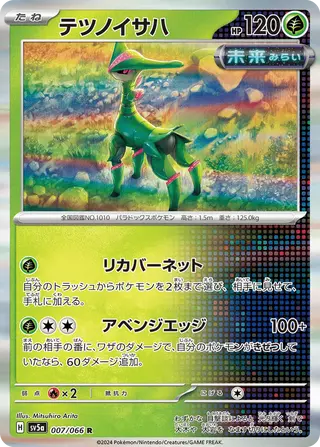 たね
テツノイサハ
HP 120
未来 みらい
全国図鑑NO.1010 パラドックスポケモン 高さ：1.5m 重さ：125.0kg
リカバーネット
自分のトラッシュからポケモンを2枚まで選び、相手に見せて、
手札に加える。
アベンジエッジ 100+
前の相手の番に、ワザのダメージで、自分のポケモンがきぜつし
ていたなら、60ダメージ追加。
弱点 ×2 抵抗力 にげる
Illus. Mitsuhiro Arita
H sv5a 007/066 R
©2024 Pokémon/Nintendo/Creatures/GAME FREAK.